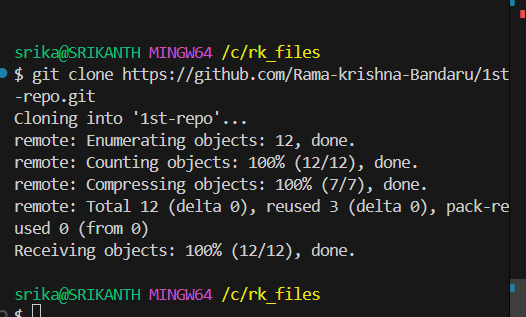 srika@SRIKANTH MINGW64 /c/rk_files
$ git clone https://github.com/Rama-krishna-Bandaru/1st
-repo.git
Cloning into '1st-repo'...
remote: Enumerating objects: 12, done.
remote: Counting objects: 100% (12/12), done.
remote: Compressing objects: 100% (7/7), done.
remote: Total 12 (delta 0), reused 3 (delta 0), pack-re
used 0 (from 0)
Receiving objects: 100% (12/12), done.
srika@SRIKANTH MINGW64 /c/rk_files
$